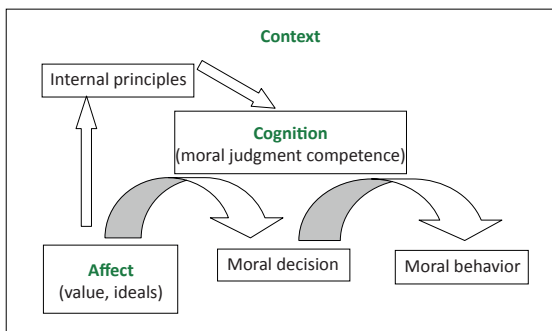 Context
Internal principles
Cognition
(moral judgment competence)
Affect
(value, ideals)
Moral decision
Moral behavior